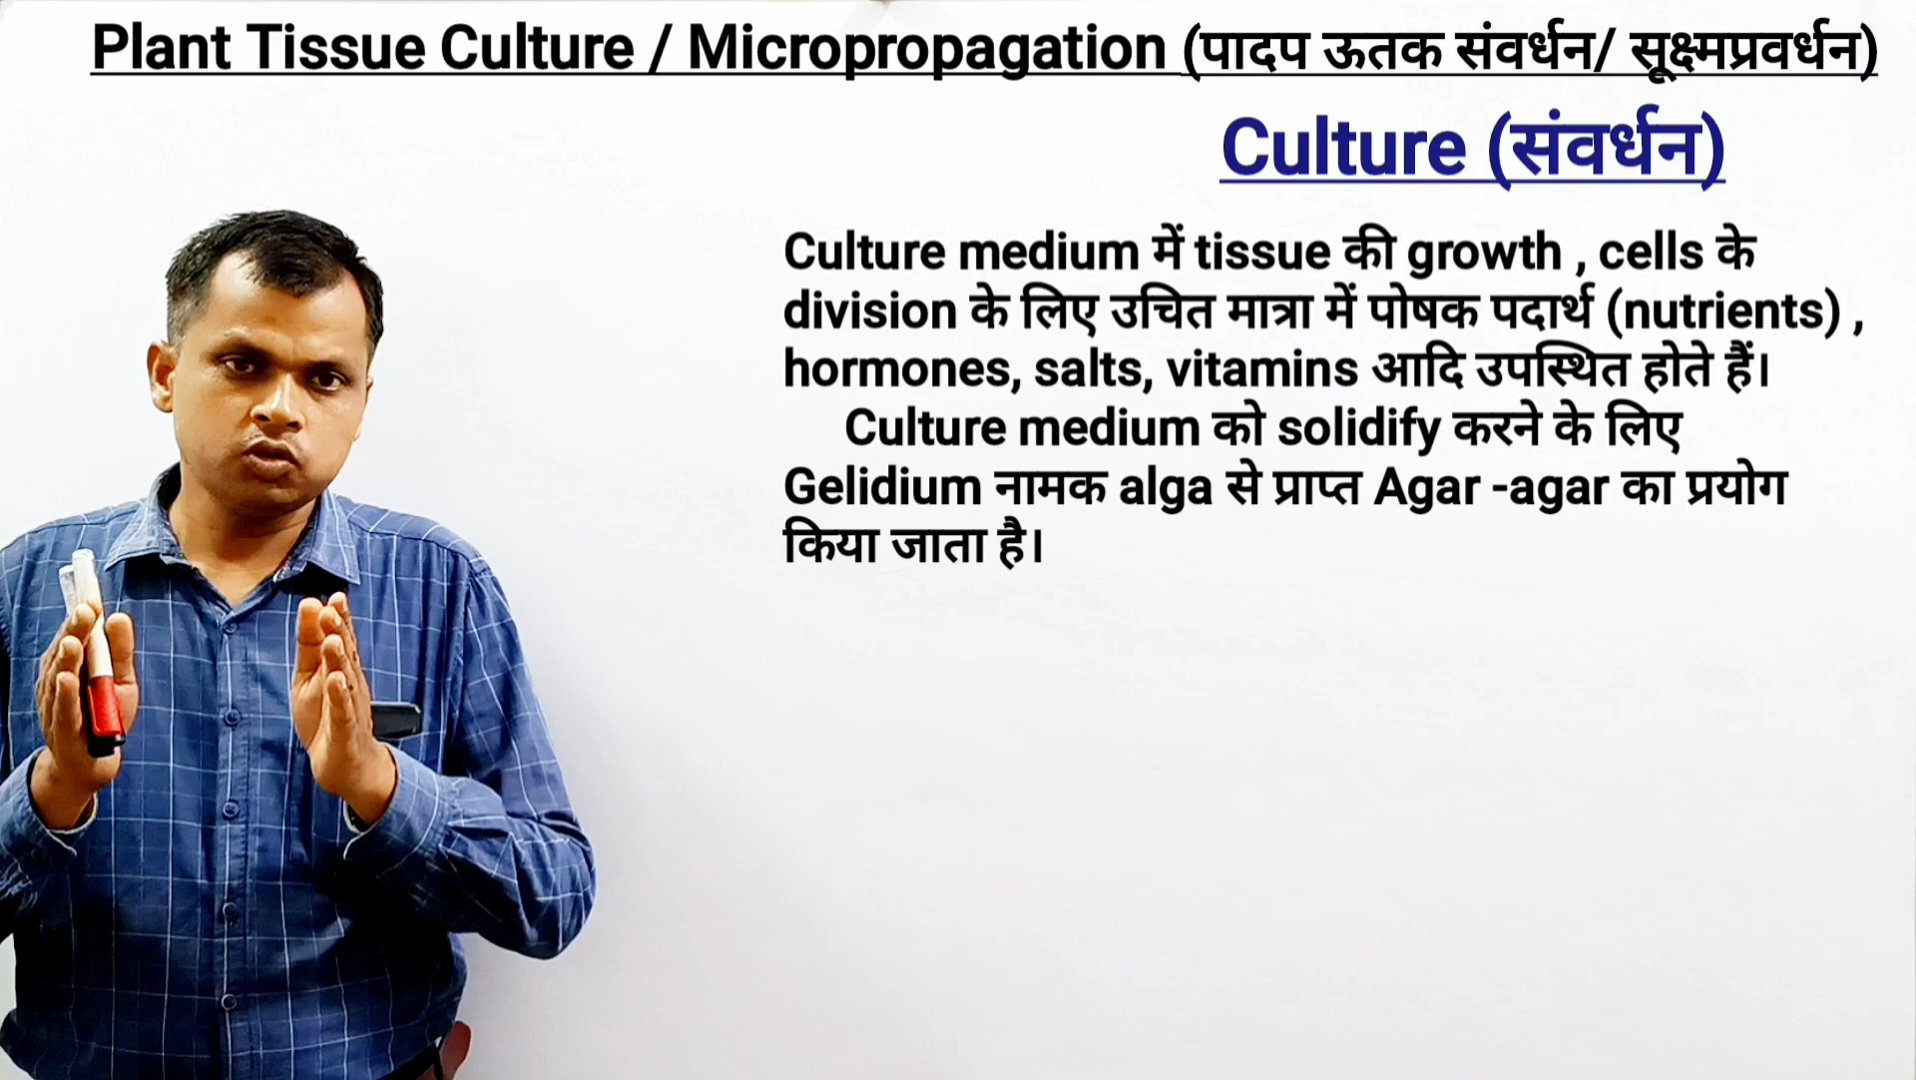 Plant Tissue Culture / Micropropagation (पादप ऊतक संवर्धन/ सूक्ष्मप्रवर्धन)
Culture (संवर्धन)
Culture medium में tissue की growth , cells के
division के लिए उचित मात्रा में पोषक पदार्थ (nutrients) ,
hormones, salts, vitamins आदि उपस्थित होते हैं।
Culture medium को solidify करने के लिए
Gelidium नामक alga से प्राप्त Agar -agar का प्रयोग
किया जाता है।